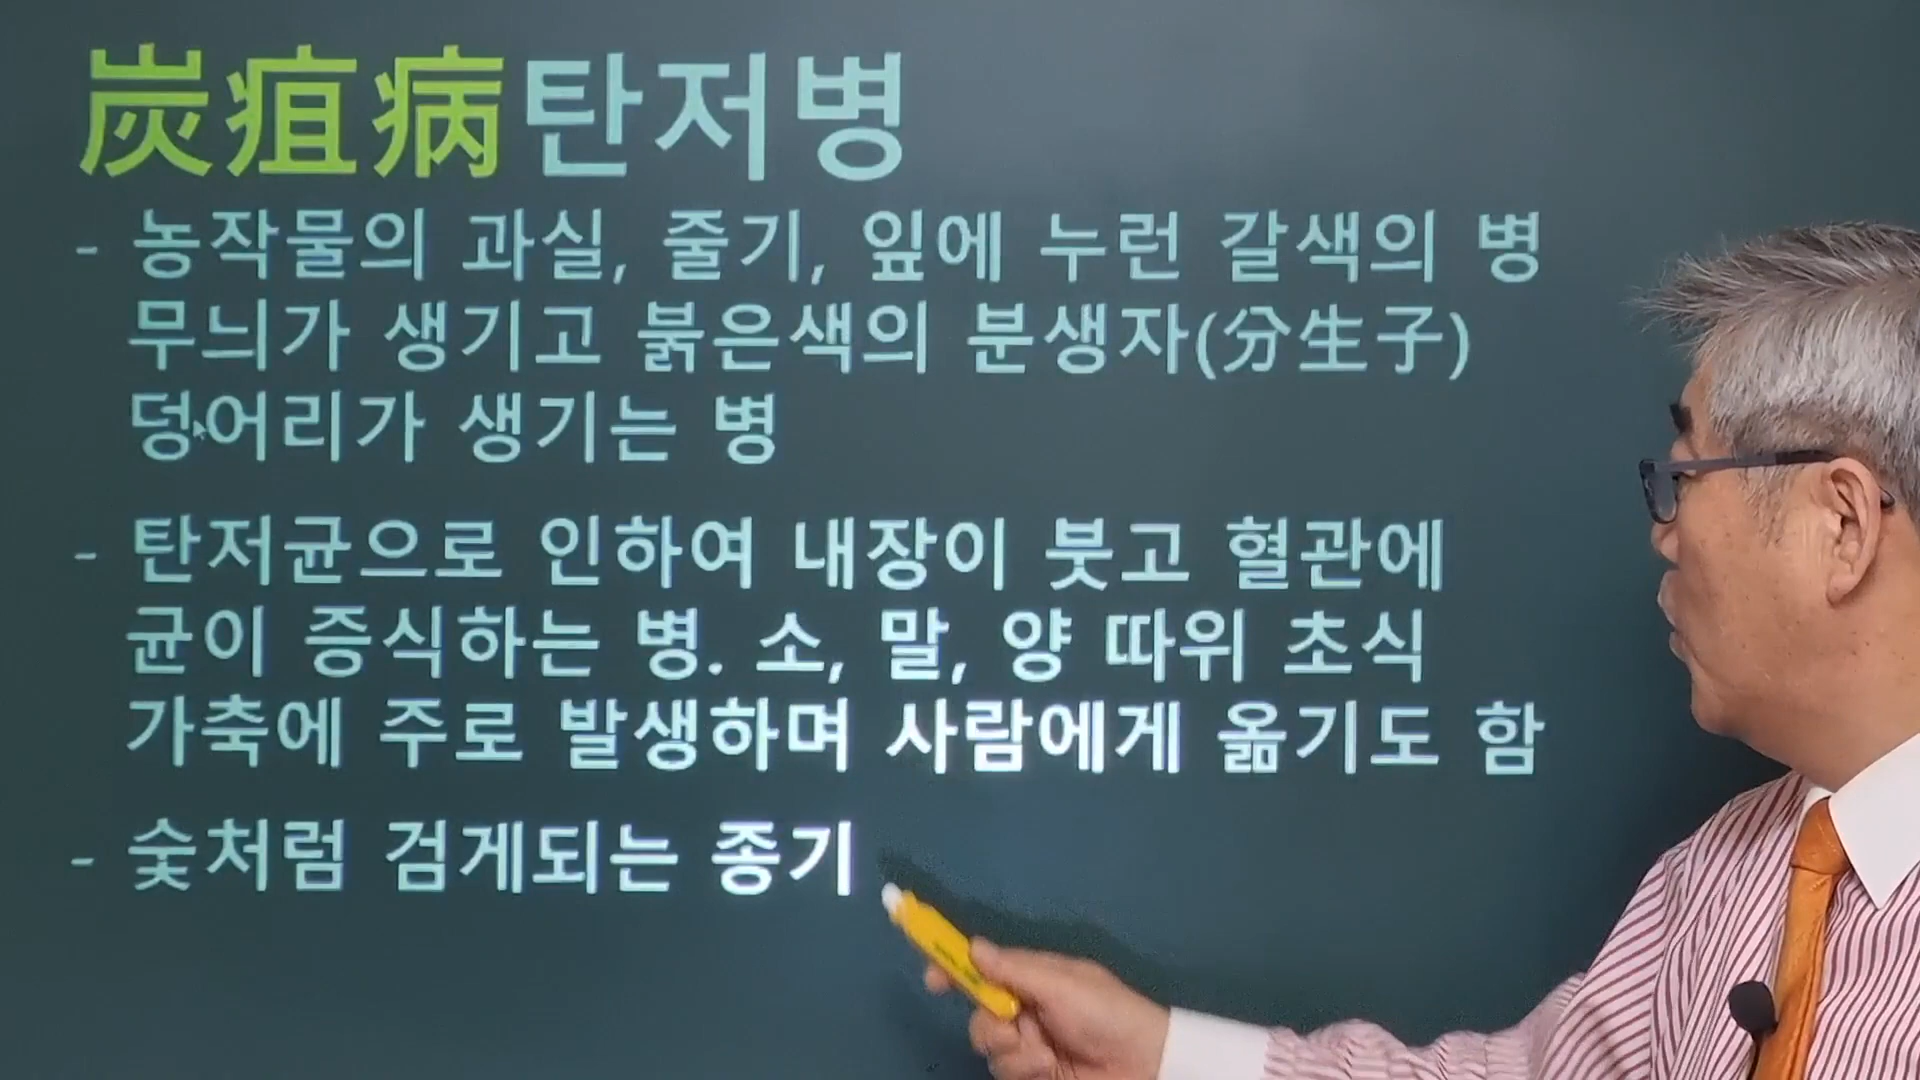 炭疽病탄저병
- 농작물의 과실, 줄기, 잎에 누런 갈색의 병
무늬가 생기고 붉은색의 분생자(分生子)
덩어리가 생기는 병
- 탄저균으로 인하여 내장이 붓고 혈관에
균이 증식하는 병. 소, 말, 양 따위 초식
가축에 주로 발생하며 사람에게 옮기도 함
- 숯처럼 검게되는 종기